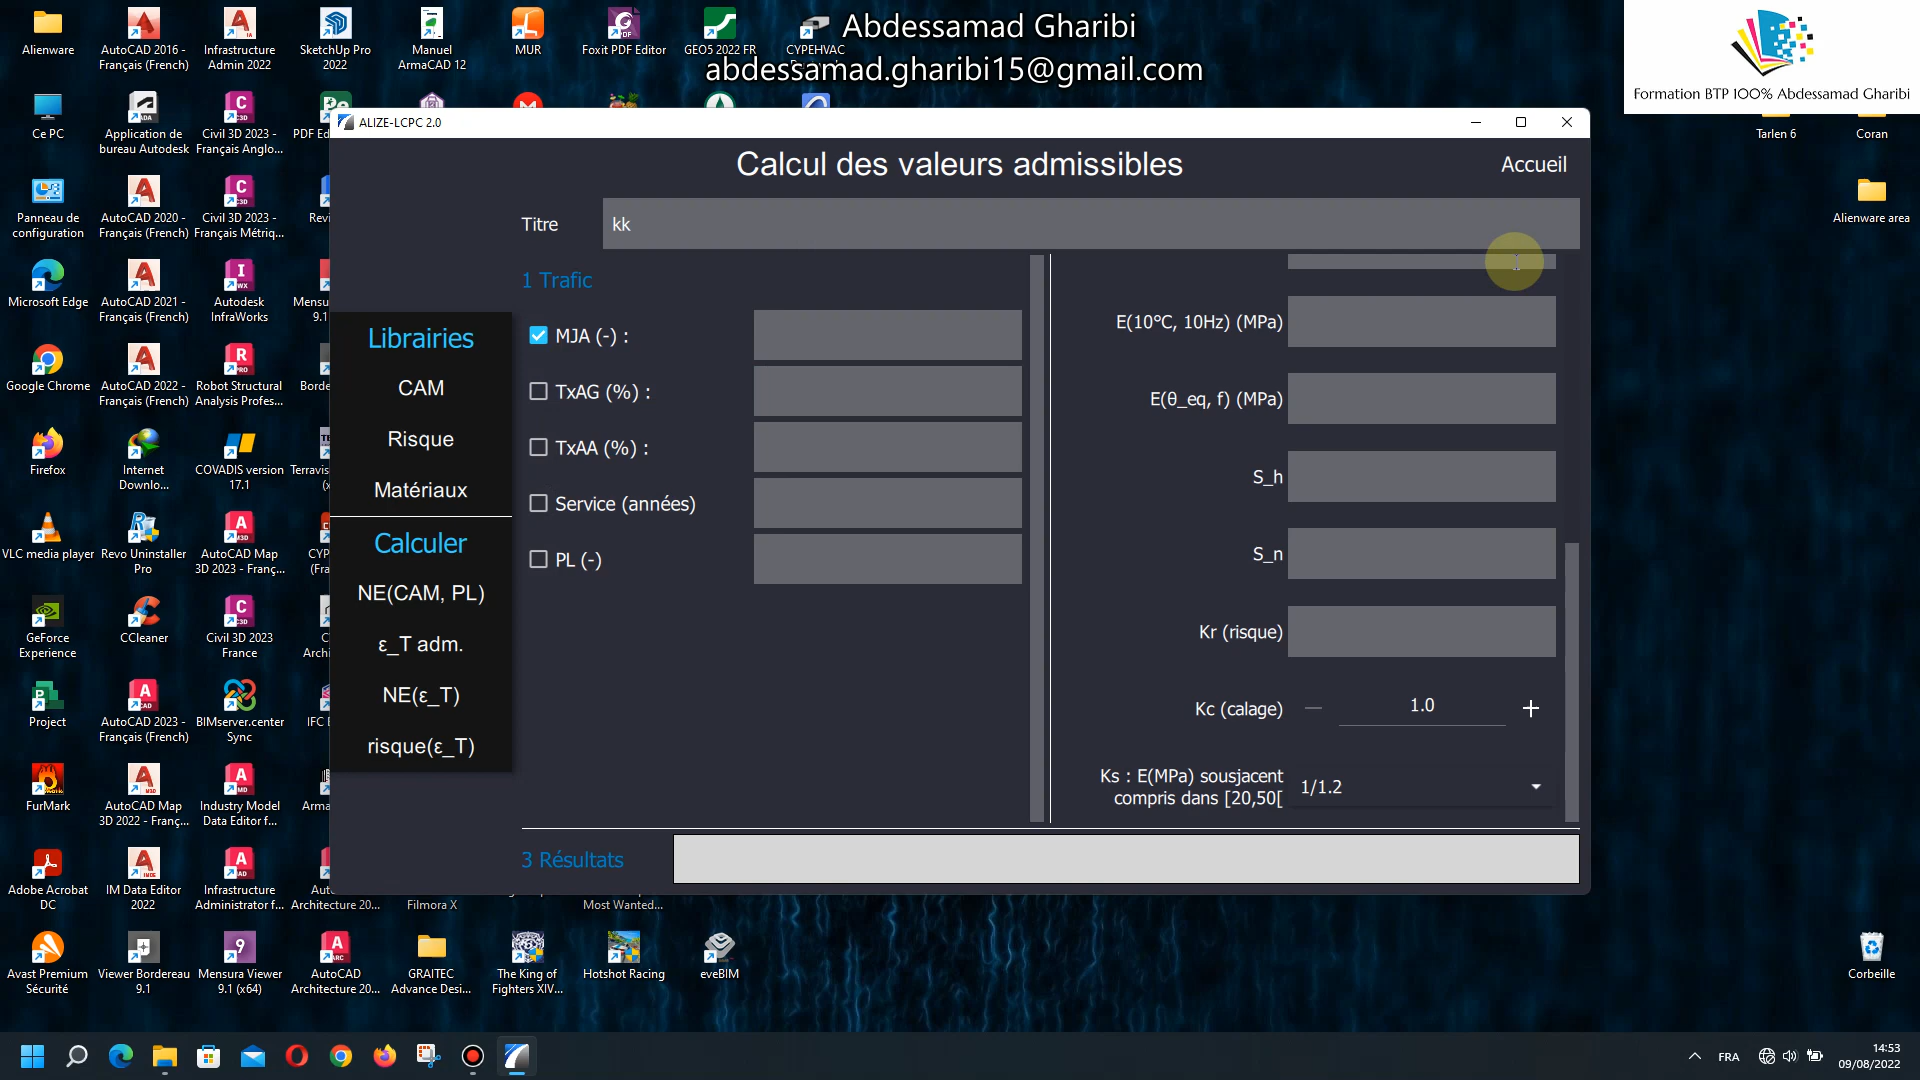 Abdessamad Gharibi
abdessamad.gharibi15@gmail.com
Formation BTP 100% Abdessamad Gharibi
Alienware
AutoCAD 2016 -
Français (French)
Infrastructure
Admin 2022
SketchUp Pro
2022
Manuel
ArmaCAD 12
MUR
Foxit PDF Editor
GEO5 2022 FR
CYPEHVAC
Ce PC
Application de
bureau Autodesk
Civil 3D 2023 -
Français Anglo...
Tarlen 6
Coran
Panneau de
configuration
AutoCAD 2020 -
Français (French)
Civil 3D 2023 -
Français Métriq...
Alienware area
Microsoft Edge
AutoCAD 2021 -
Français (French)
Autodesk
InfraWorks
9.1
Google Chrome
AutoCAD 2022 -
Français (French)
Robot Structural
Analysis Profes...
Firefox
Internet
Downlo...
COVADIS version
17.1
VLC media player
Revo Uninstaller
Pro
AutoCAD Map
3D 2023 - Franç...
GeForce
Experience
CCleaner
Civil 3D 2023
France
Project
AutoCAD 2023 -
Français (French)
BIMserver.center
Sync
FurMark
AutoCAD Map
3D 2022 - Franç...
Industry Model
Data Editor f...
Adobe Acrobat
DC
IM Data Editor
2022
Infrastructure
Administrator f...
Architecture 20...
Filmora X
Most Wanted...
Avast Premium
Sécurité
Viewer Bordereau
9.1
Mensura Viewer
9.1 (x64)
AutoCAD
Architecture 20...
GRAITEC
Advance Desi...
The King of
Fighters XIV...
Hotshot Racing
eveBIM
Corbeille
ALIZE-LCPC 2.0
Calcul des valeurs admissibles
Accueil
Titre
kk
Librairies
CAM
Risque
Matériaux
Calculer
NE(CAM, PL)
ε_T adm.
NE(ε_T)
risque(ε_T)
1 Trafic
MJA (-) :
TxAG (%) :
TxAA (%) :
Service (années)
PL (-)
E(10°C, 10Hz) (MPa)
E(θ_eq, f) (MPa)
S_h
S_n
Kr (risque)
Kc (calage)
1.0
Ks : E(MPa) sousjacent
compris dans [20,50[
1/1.2
3 Résultats
FRA
14:53
09/08/2022